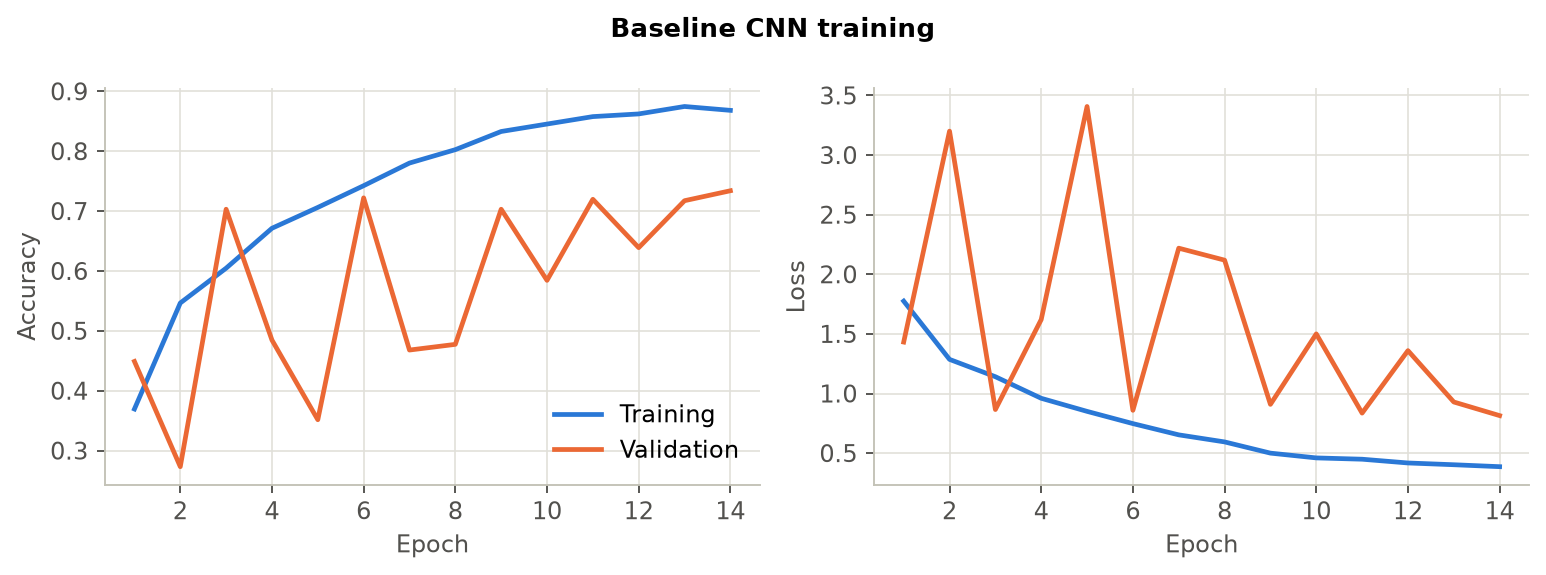 Baseline CNN training
0.9
0.8
0.7
0.6
0.5
0.4
0.3
Accuracy
Training
Validation
2 4 6 8 10 12 14
Epoch
3.5
3.0
2.5
2.0
1.5
1.0
0.5
Loss
2 4 6 8 10 12 14
Epoch